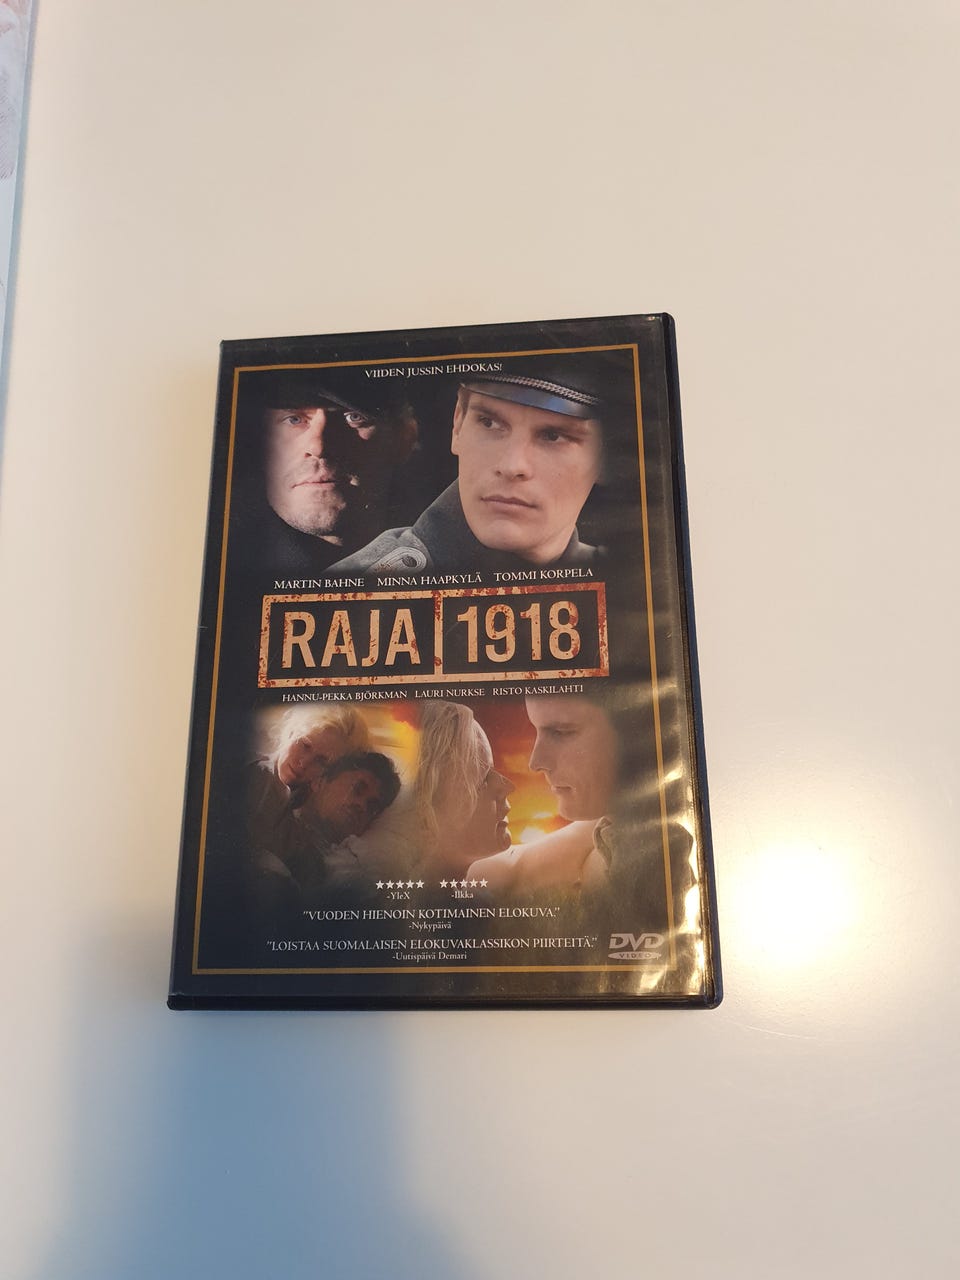 VIIDEN JUSSIN EHDOKAS!
MARTIN BAHNE MINNA HAAPKYLÄ TOMMI KORPELA
RAJA 1918
HANNU-PEKKA BJÖRKMAN LAURI NURKSE RISTO KASKILAHTI
★★★★★ ★★★★★
-YleX -Ilkka
"VUODEN HIENOIN KOTIMAINEN ELOKUVA."
-Nykypäivä
"LOISTAA SUOMALAISEN ELOKUVAKLASSIKON PIIRTEITÄ."
-Uutispäivä Demari
DVD
VIDEO